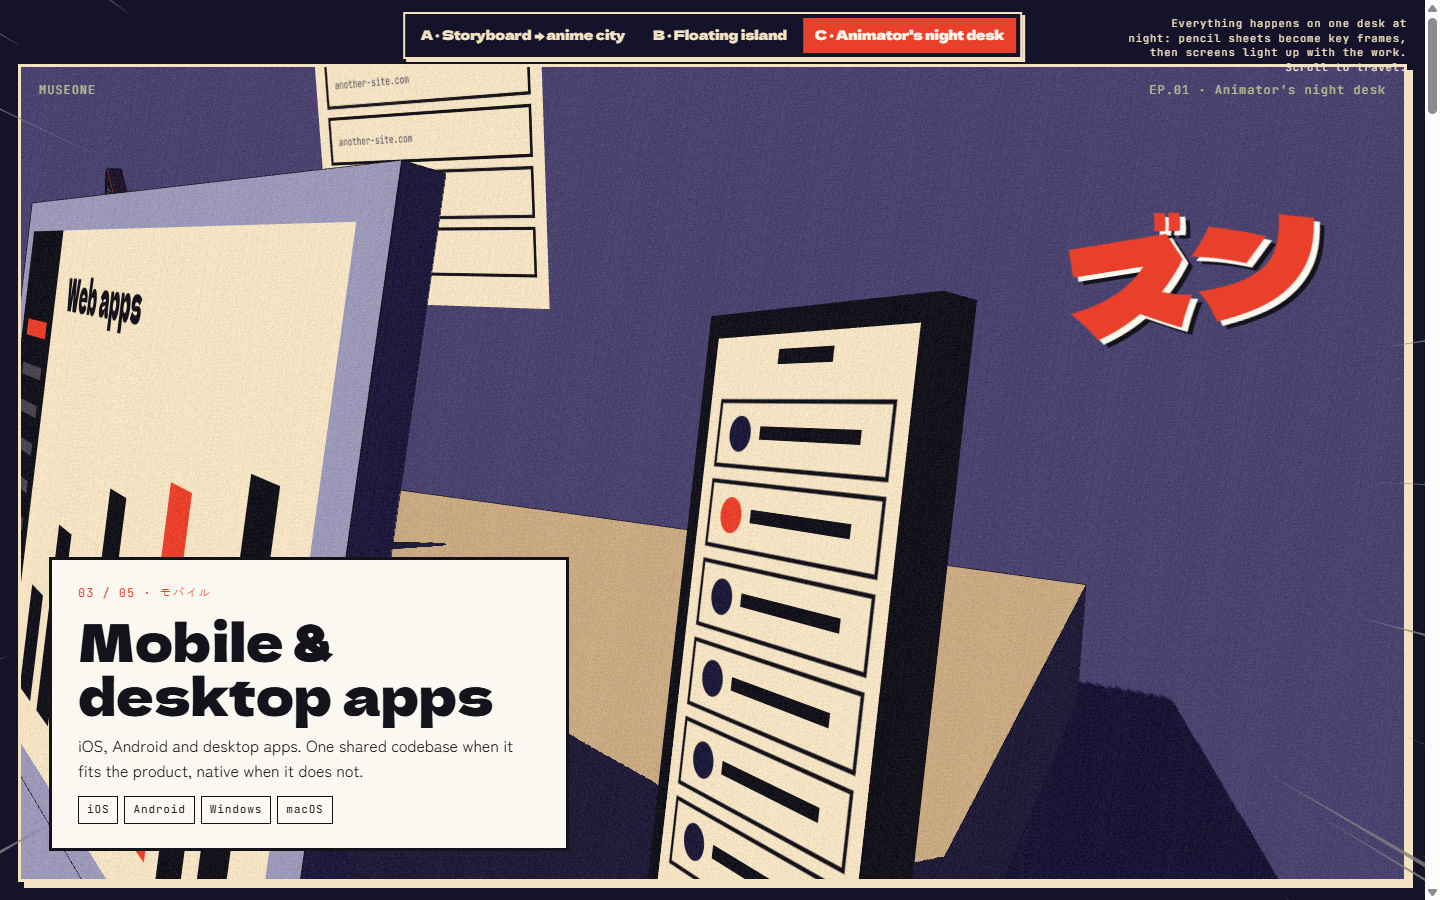 A • Storyboard → anime city
B • Floating island
C • Animator's night desk
Everything happens on one desk at
night: pencil sheets become key frames,
then screens light up with the work.
Scroll to travel.
MUSEONE
EP.01 · Animator's night desk
another-site.com
another-site.com
ズン
Web apps
03 / 05 · モバイル
Mobile &
desktop apps
iOS, Android and desktop apps. One shared codebase when it
fits the product, native when it does not.
iOS
Android
Windows
macOS